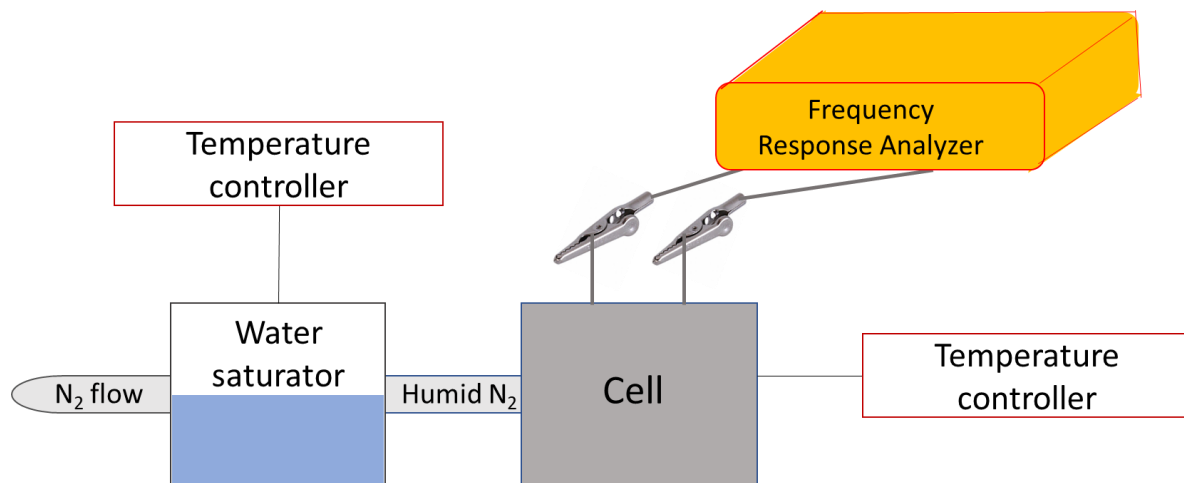 Frequency
Response Analyzer
Temperature
controller
Water
saturator
N₂ flow
Humid N₂
Cell
Temperature
controller